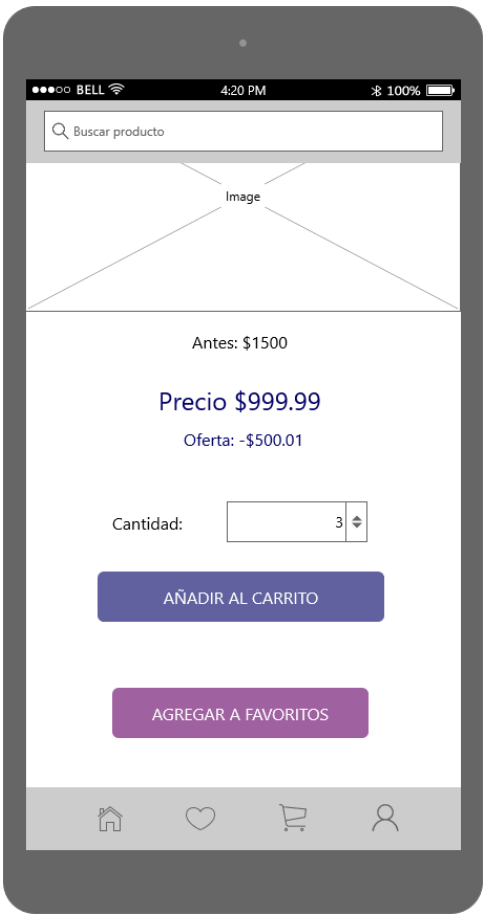 BELL 4:20 PM 100%
Buscar producto
Image
Antes: $1500
Precio $999.99
Oferta: -$500.01
Cantidad: 3
AÑADIR AL CARRITO
AGREGAR A FAVORITOS